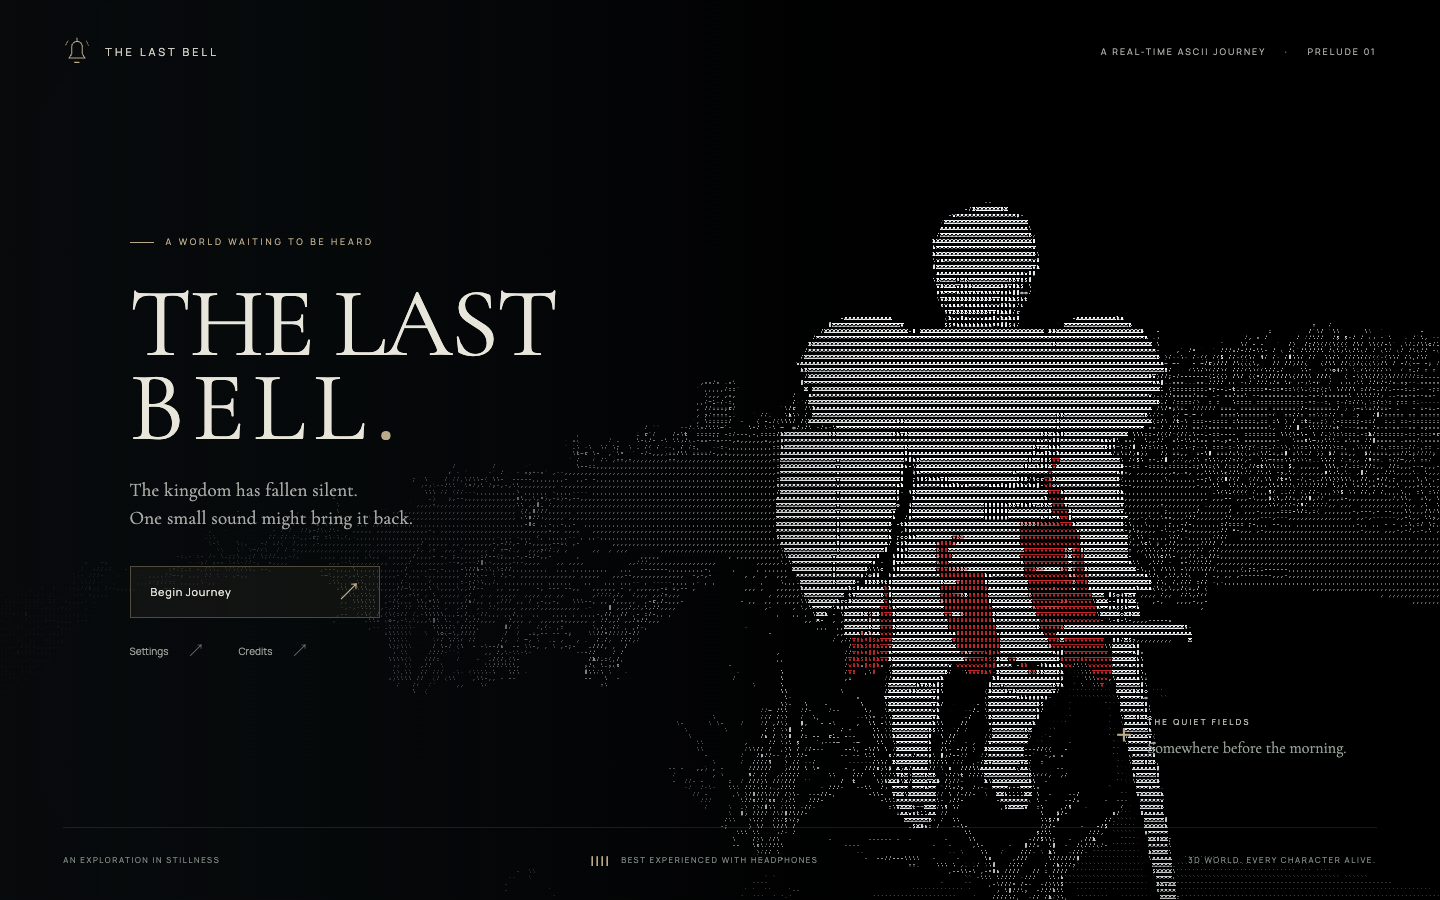 THE LAST BELL
A REAL-TIME ASCII JOURNEY · PRELUDE 01
A WORLD WAITING TO BE HEARD
THE LAST
BELL.
The kingdom has fallen silent.
One small sound might bring it back.
Begin Journey
Settings
Credits
THE QUIET FIELDS
Somewhere before the morning.
AN EXPLORATION IN STILLNESS
BEST EXPERIENCED WITH HEADPHONES
3D WORLD. EVERY CHARACTER ALIVE.